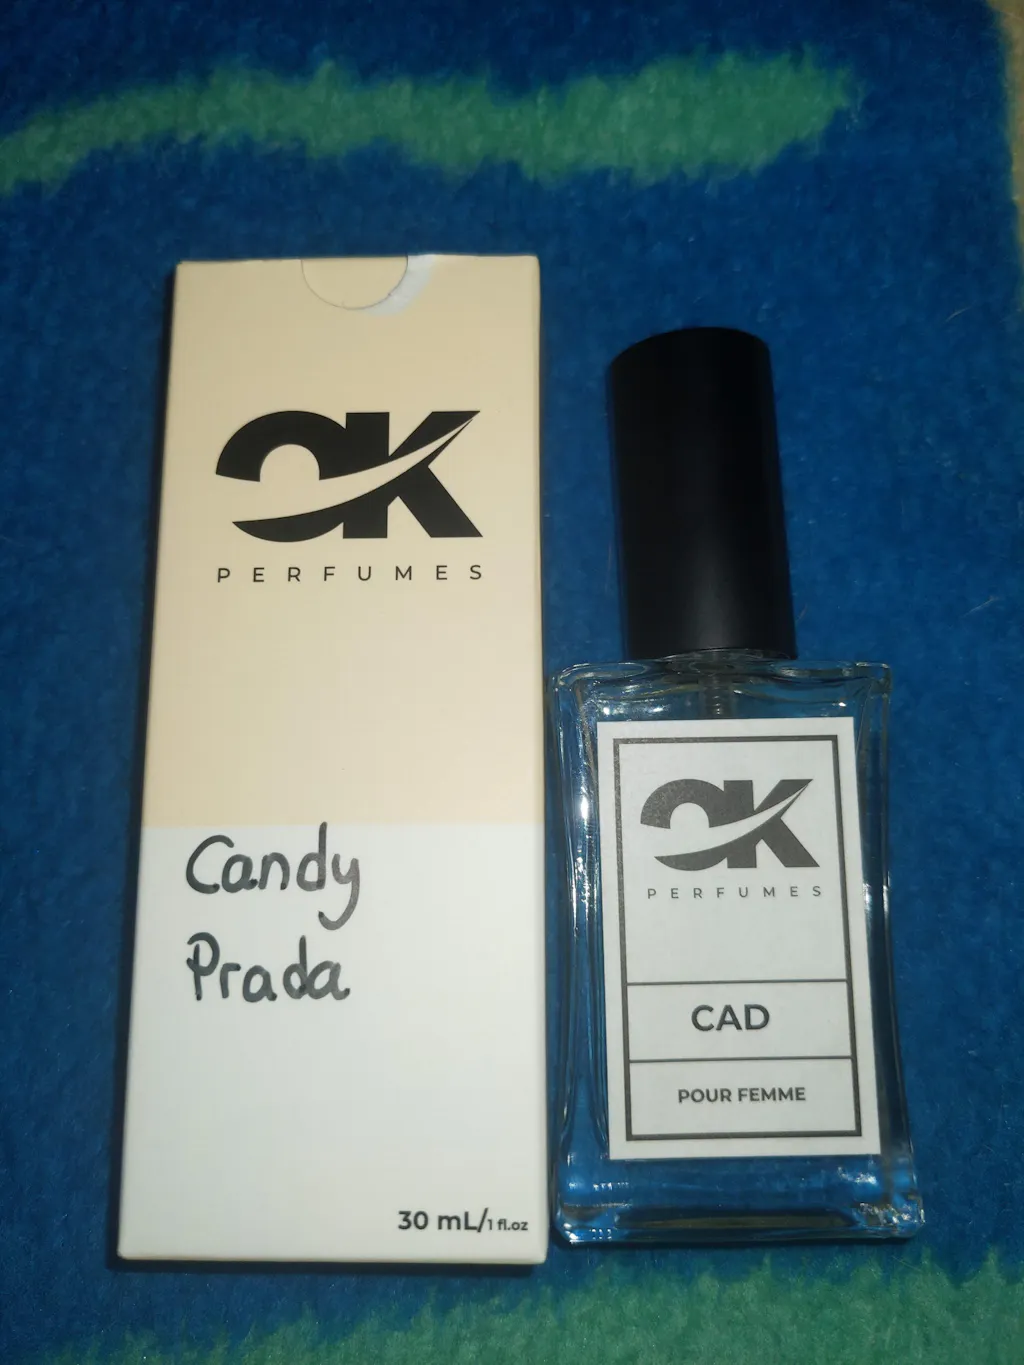 OK
PERFUMES
Candy
Prada
30 mL/1 fl.oz
OK
PERFUMES
CAD
POUR FEMME